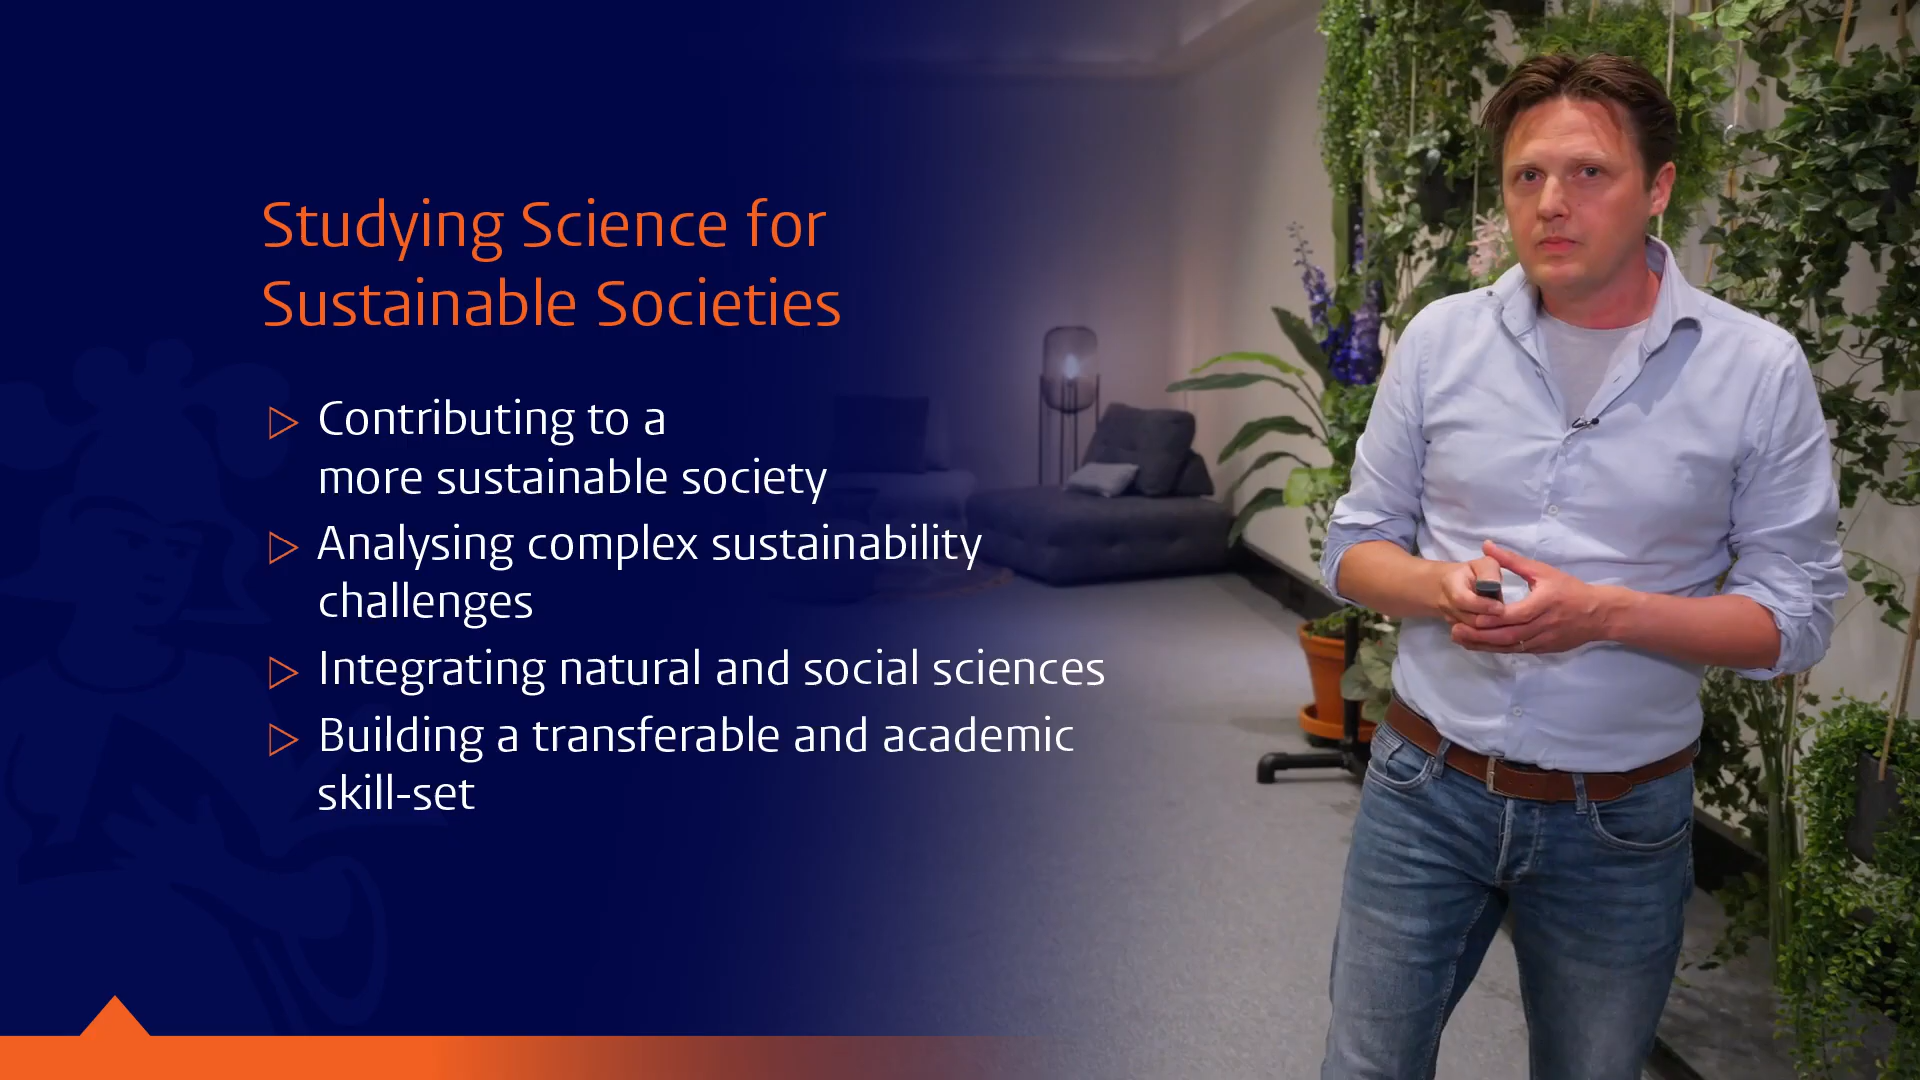 Studying Science for
Sustainable Societies
Contributing to a
more sustainable society
Analysing complex sustainability
challenges
Integrating natural and social sciences
Building a transferable and academic
skill-set